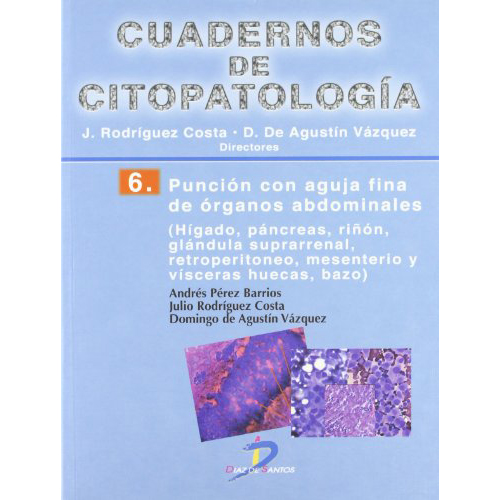 CUADERNOS
DE
CITOPATOLOGÍA
J. Rodríguez Costa · D. De Agustín Vázquez
Directores
6. Punción con aguja fina
de órganos abdominales
(Hígado, páncreas, riñón,
glándula suprarrenal,
retroperitoneo, mesenterio y
vísceras huecas, bazo)
Andrés Pérez Barrios
Julio Rodríguez Costa
Domingo de Agustín Vázquez
DIAZ DE SANTOS